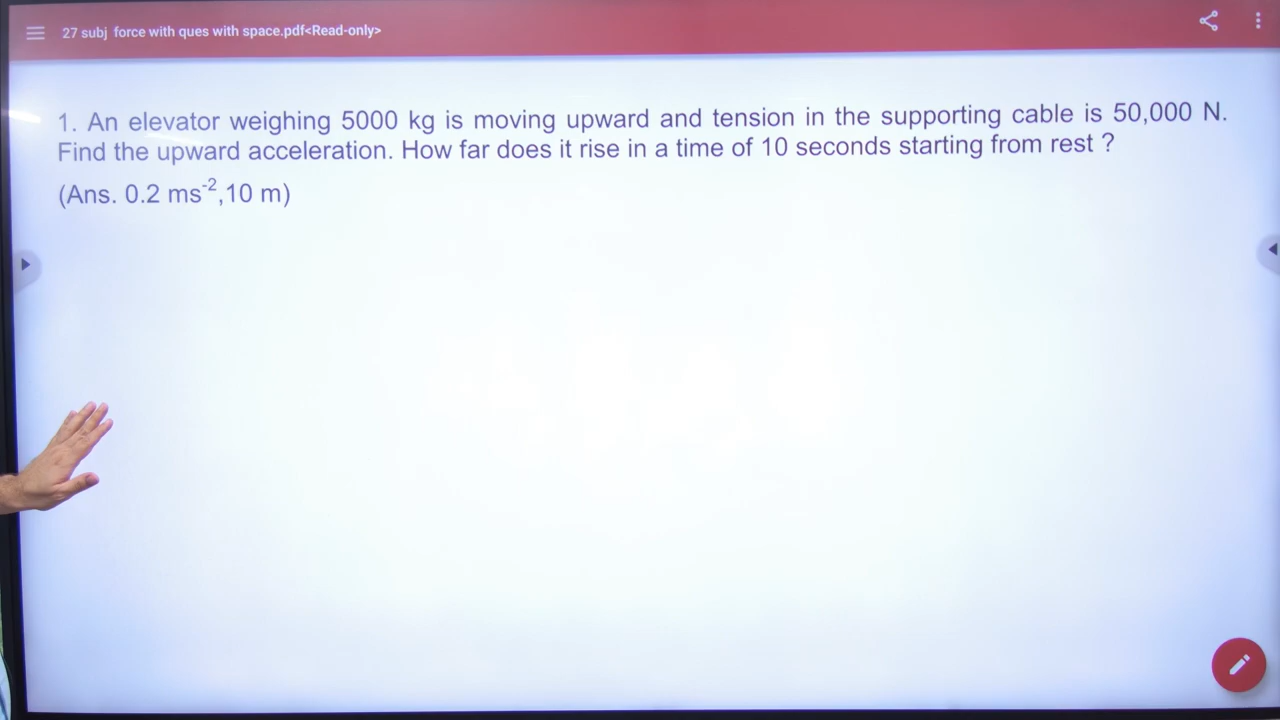 27 subj force with ques with space.pdf<Read-only>
1. An elevator weighing 5000 kg is moving upward and tension in the supporting cable is 50,000 N.
Find the upward acceleration. How far does it rise in a time of 10 seconds starting from rest ?
(Ans. 0.2 ms⁻²,10 m)